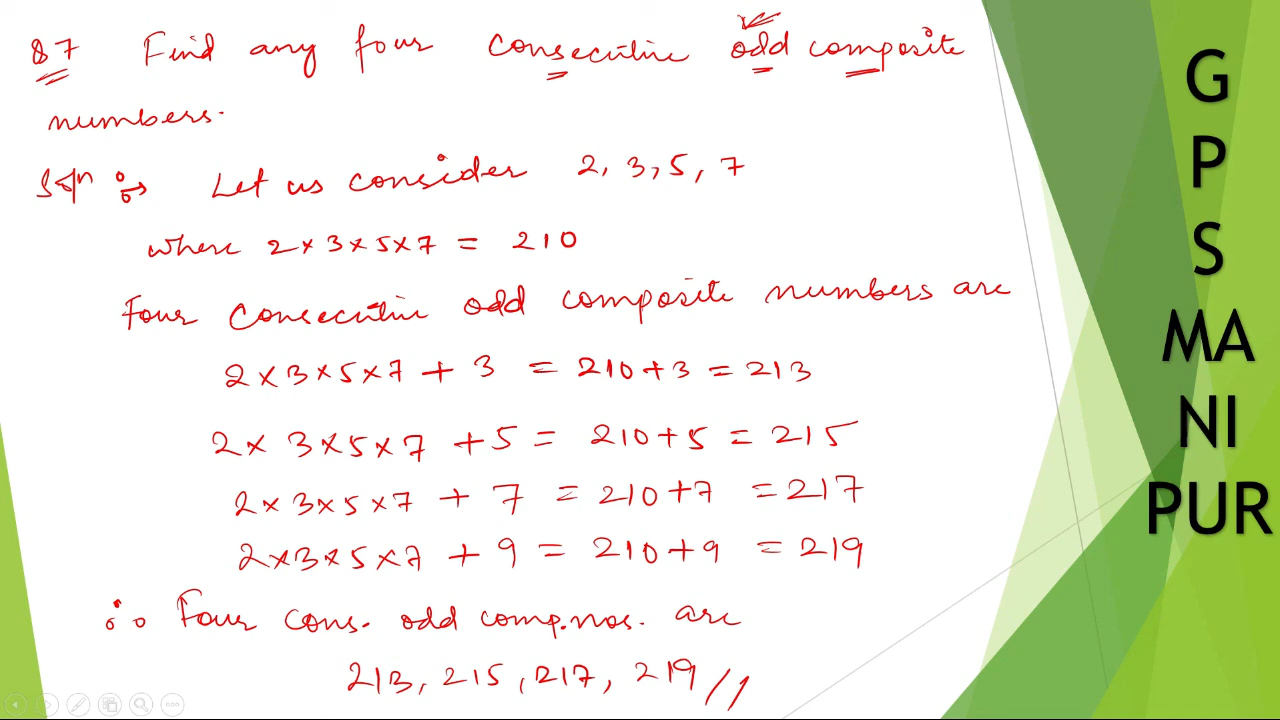 87 Find any four consecutive odd composite
numbers.
Solⁿ :→ Let us consider 2, 3, 5, 7
where 2 × 3 × 5 × 7 = 210
Four consecutive odd composite numbers are
2 × 3 × 5 × 7 + 3 = 210 + 3 = 213
2 × 3 × 5 × 7 + 5 = 210 + 5 = 215
2 × 3 × 5 × 7 + 7 = 210 + 7 = 217
2 × 3 × 5 × 7 + 9 = 210 + 9 = 219
∴ Four cons. odd comp. nos. are
213, 215, 217, 219 //
G
P
S
MA
NI
PUR